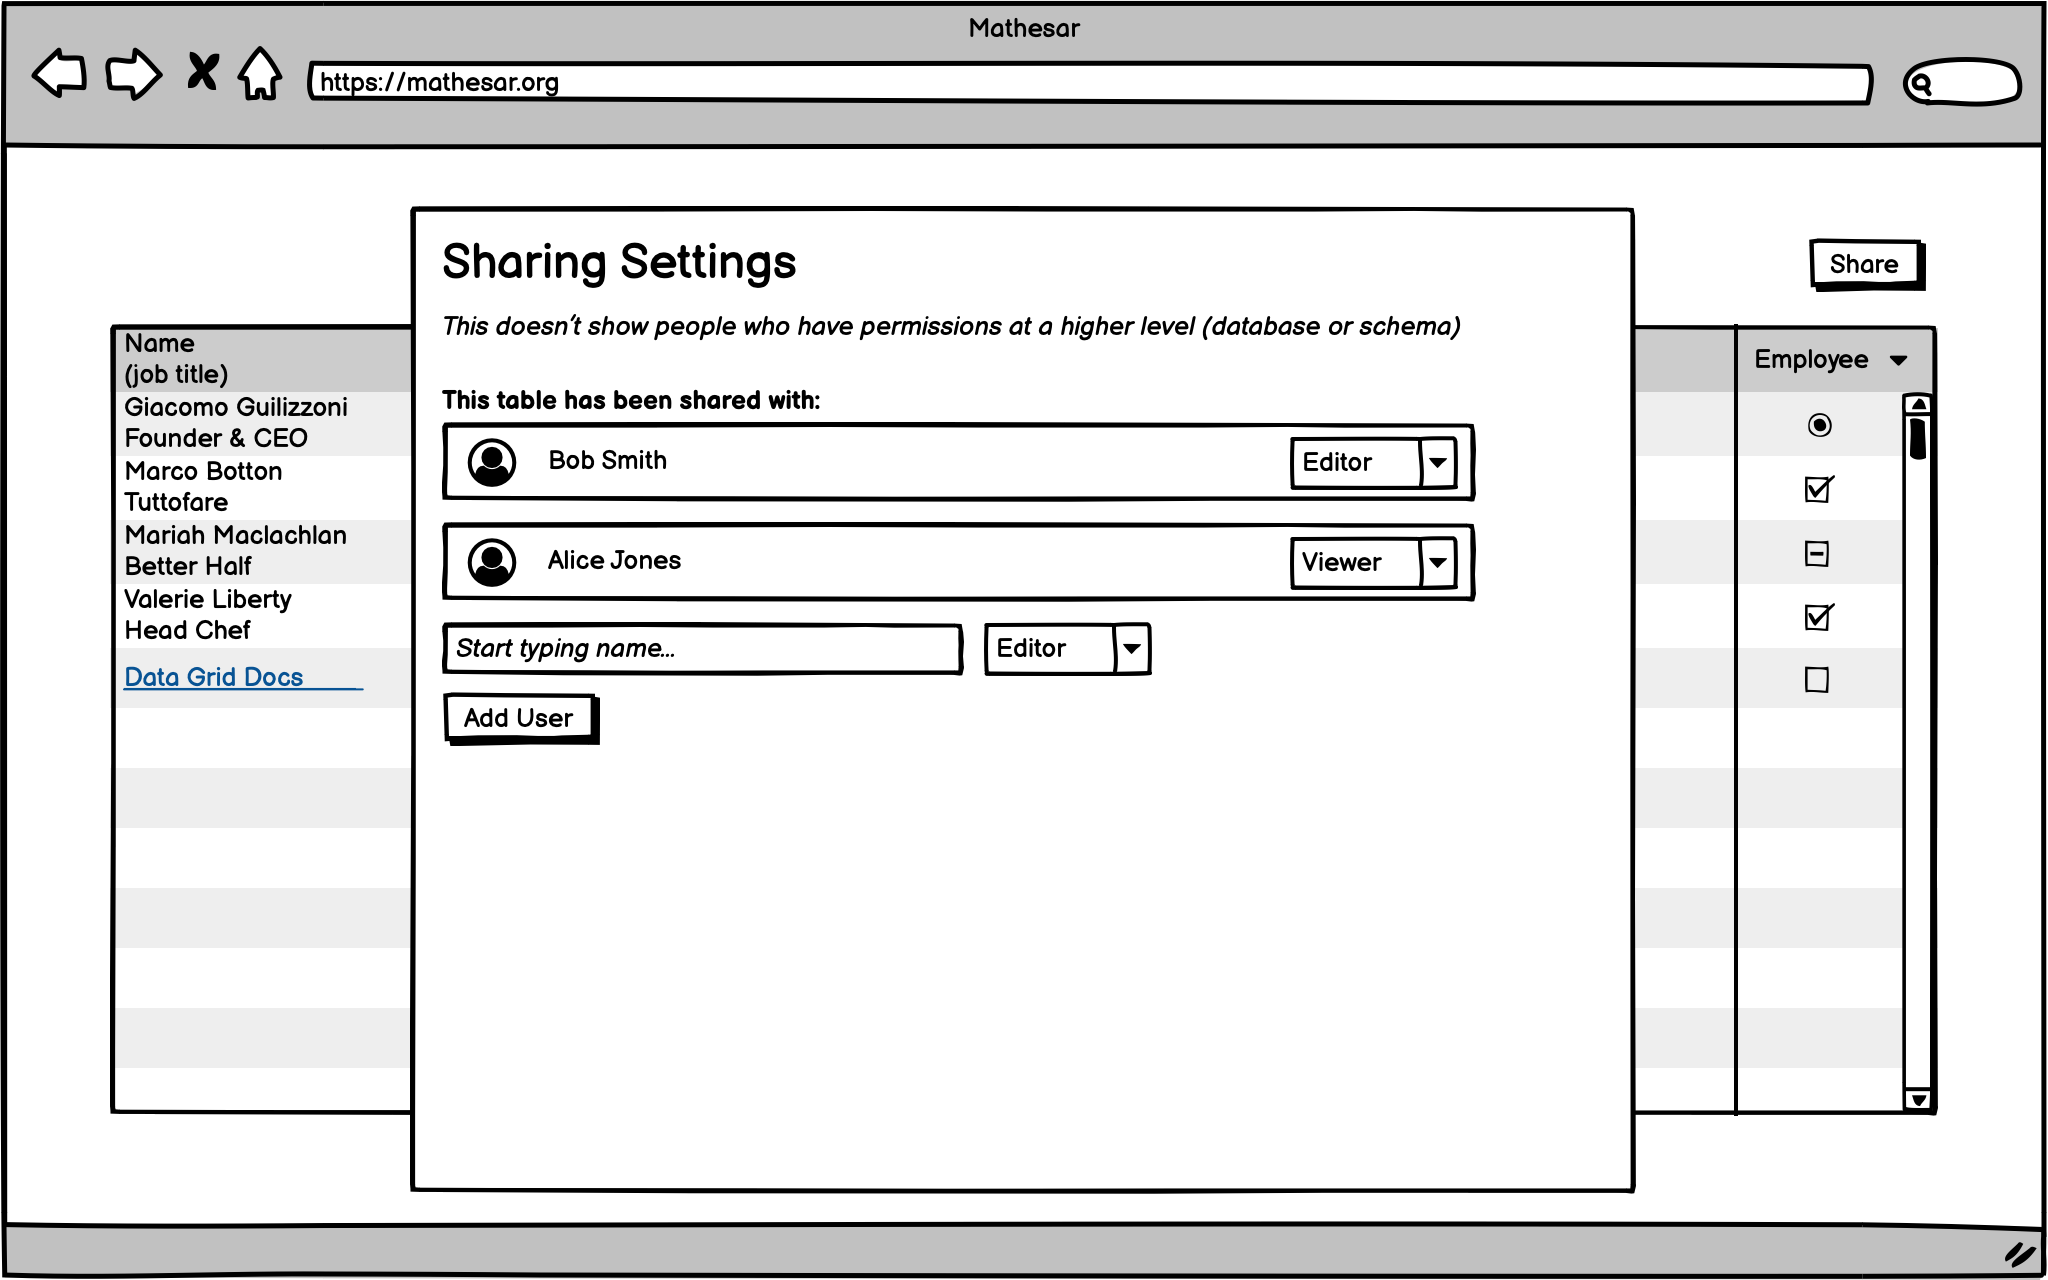 Mathesar
https://mathesar.org
Sharing Settings
Share
This doesn't show people who have permissions at a higher level (database or schema)
Name
(job title)
Employee
This table has been shared with:
Giacomo Guilizzoni
Founder & CEO
Bob Smith
Editor
Marco Botton
Tuttofare
Mariah Maclachlan
Better Half
Alice Jones
Viewer
Valerie Liberty
Head Chef
Start typing name...
Editor
Data Grid Docs
Add User